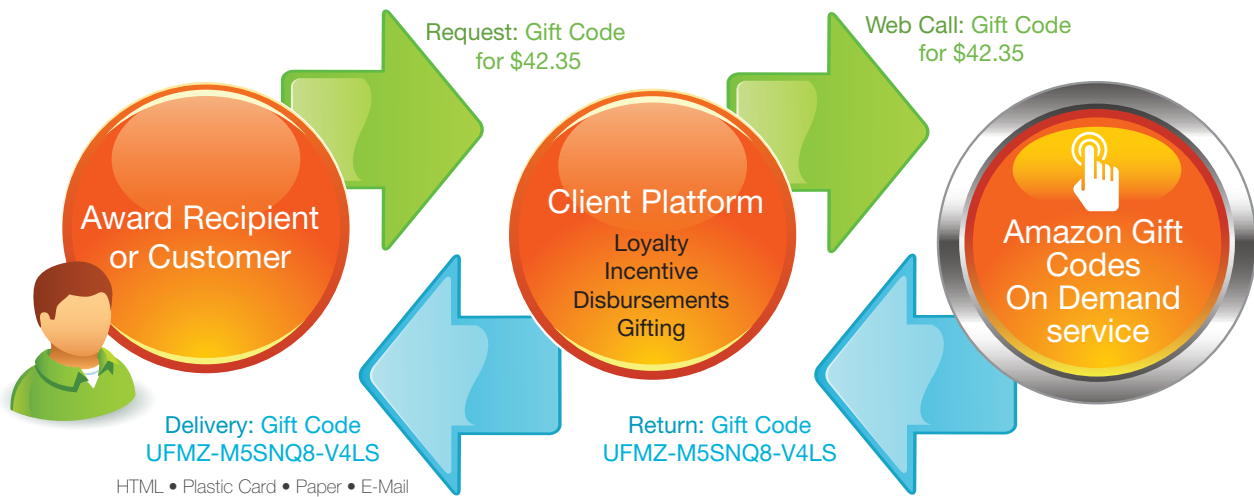 Request: Gift Code
for $42.35
Web Call: Gift Code
for $42.35
Award Recipient
or Customer
Client Platform
Loyalty
Incentive
Disbursements
Gifting
Amazon Gift
Codes
On Demand
service
Delivery: Gift Code
UFMZ-M5SNQ8-V4LS
HTML • Plastic Card • Paper • E-Mail
Return: Gift Code
UFMZ-M5SNQ8-V4LS